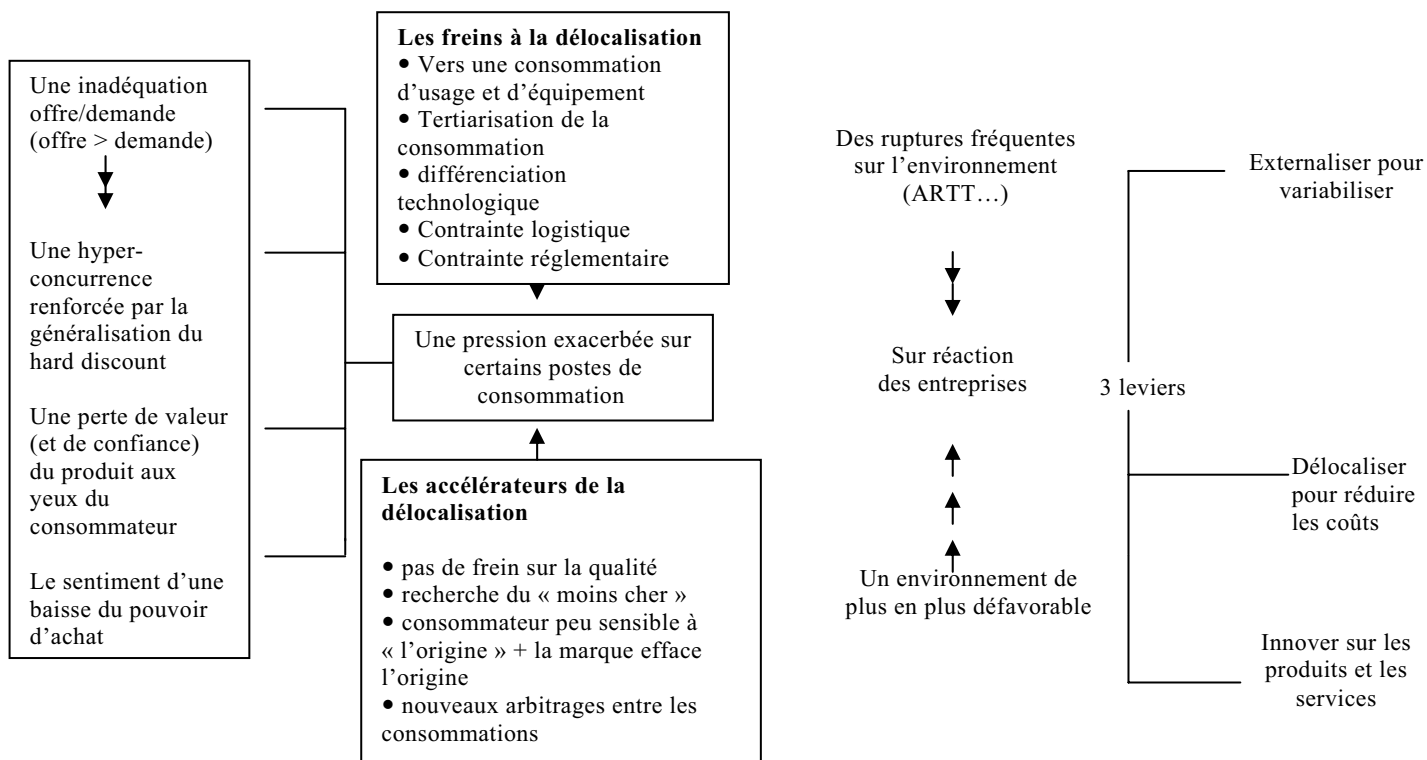 Une inadéquation
offre/demande
(offre > demande)
Une hyper-
concurrence
renforcée par la
généralisation du
hard discount
Une perte de valeur
(et de confiance)
du produit aux
yeux du
consommateur
Le sentiment d’une
baisse du pouvoir
d’achat
Les freins à la délocalisation
• Vers une consommation
d’usage et d’équipement
• Tertiarisation de la
consommation
• différenciation
technologique
• Contrainte logistique
• Contrainte réglementaire
Une pression exacerbée sur
certains postes de
consommation
Les accélérateurs de la
délocalisation
• pas de frein sur la qualité
• recherche du « moins cher »
• consommateur peu sensible à
« l’origine » + la marque efface
l’origine
• nouveaux arbitrages entre les
consommations
Des ruptures fréquentes
sur l’environnement
(ARTT…)
Sur réaction
des entreprises
Un environnement de
plus en plus défavorable
3 leviers
Externaliser pour
variabiliser
Délocaliser
pour réduire
les coûts
Innover sur les
produits et les
services